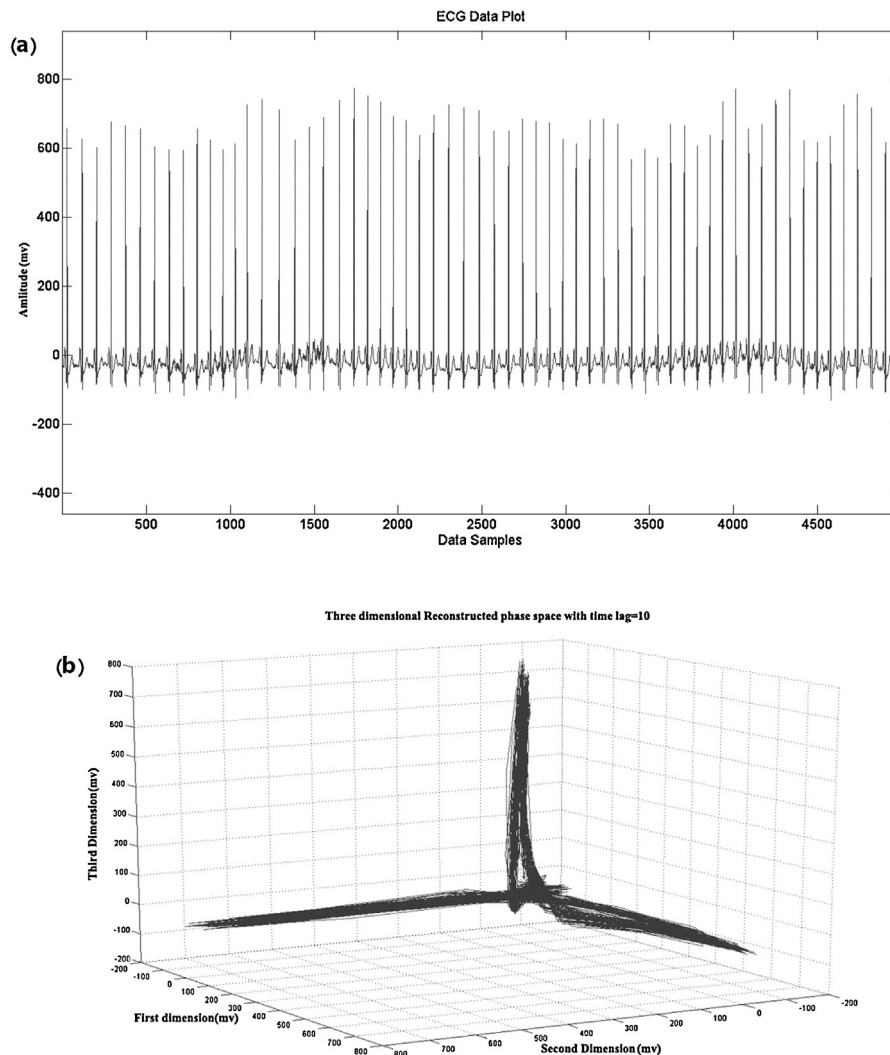 ECG Data Plot
(a)
800
600
400
200
0
-200
-400
Amlitude (mv)
500 1000 1500 2000 2500 3000 3500 4000 4500
Data Samples
Three dimensional Reconstructed phase space with time lag=10
(b)
800
700
600
500
400
300
200
100
0
-100
-200
Third Dimension(mv)
-200
-100
0
100
200
300
400
500
600
700
800
First dimension(mv)
800 700 600 500 400 300 200 100 0 -100 -200
Second Dimension (mv)